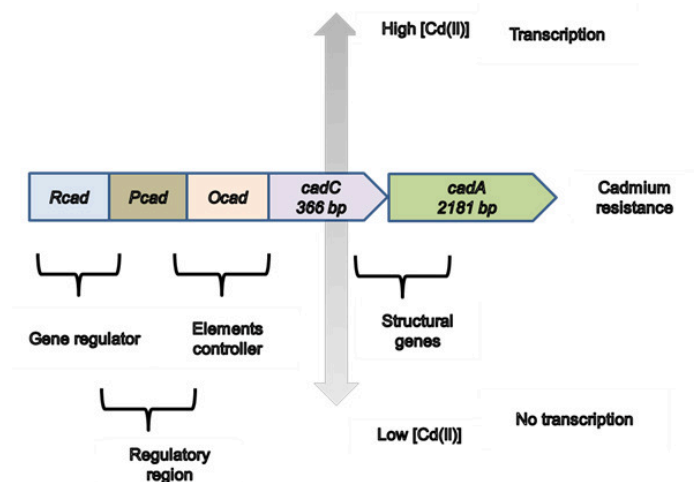 High [Cd(II)]
Transcription
Rcad
Pcad
Ocad
cadC
366 bp
cadA
2181 bp
Cadmium
resistance
Gene regulator
Elements
controller
Structural
genes
Regulatory
region
Low [Cd(II)]
No transcription